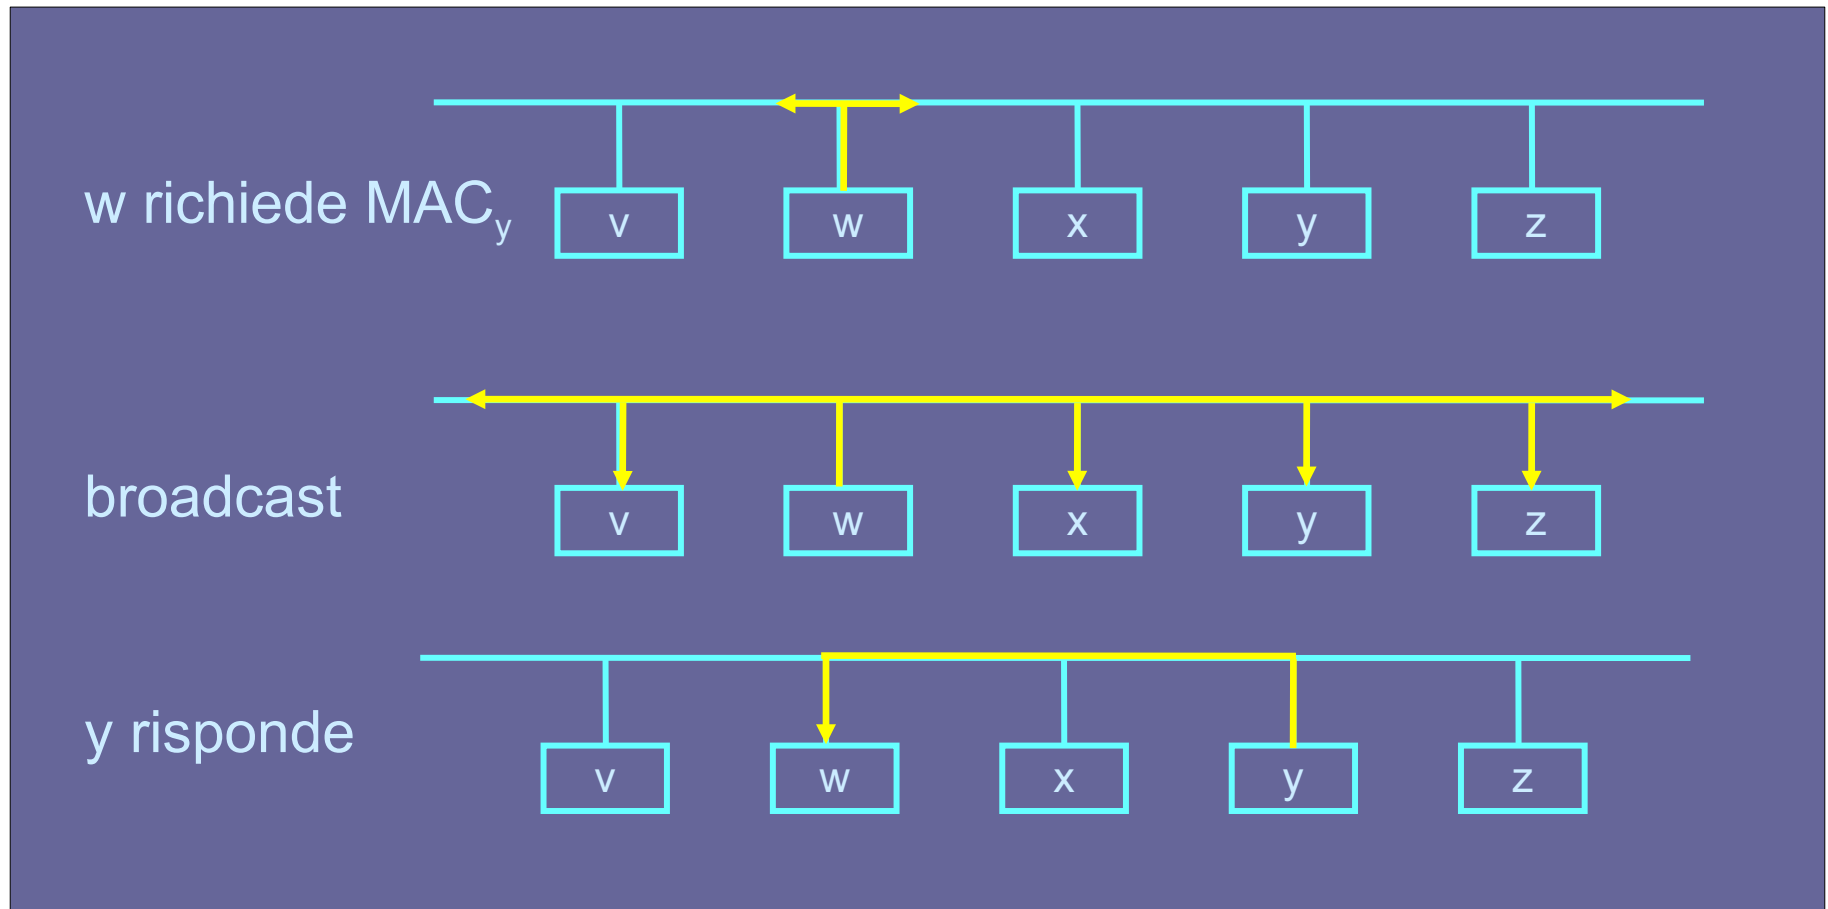 w richiede MACy
v w x y z
broadcast
v w x y z
y risponde
v w x y z